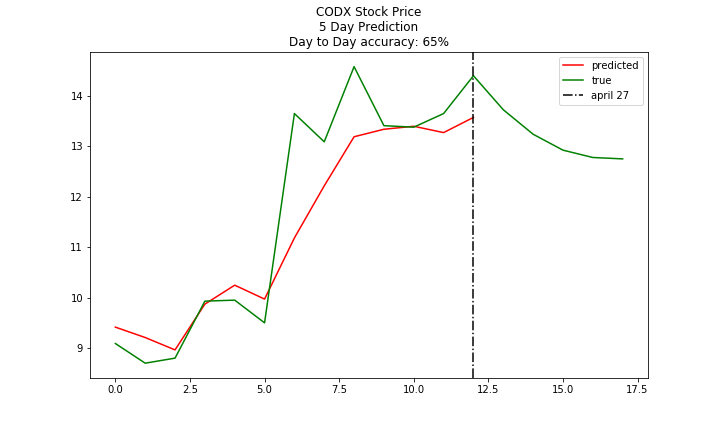 CODX Stock Price
5 Day Prediction
Day to Day accuracy: 65%
predicted
true
april 27
14
13
12
11
10
9
0.0 2.5 5.0 7.5 10.0 12.5 15.0 17.5